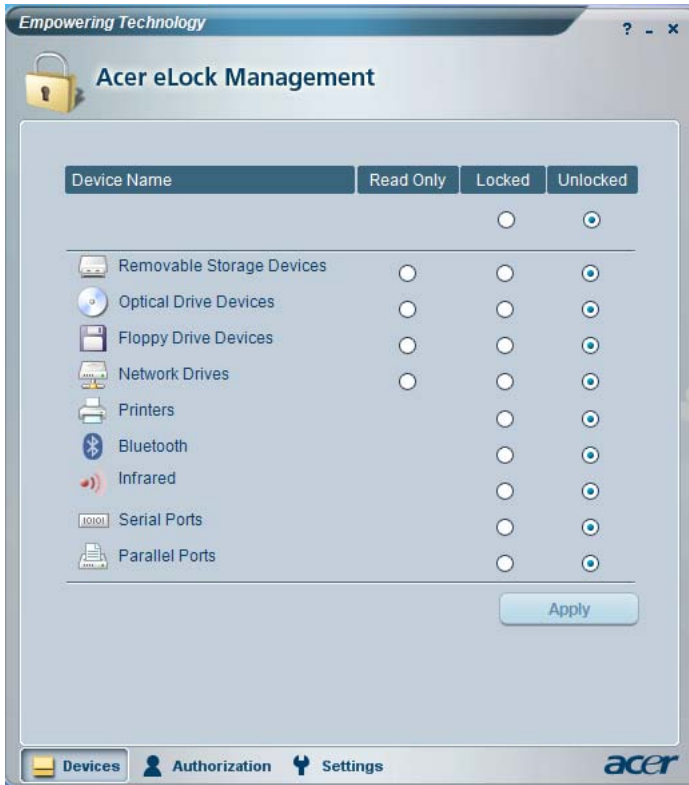 Empowering Technology
? - x
Acer eLock Management
Device Name Read Only Locked Unlocked
Removable Storage Devices
Optical Drive Devices
Floppy Drive Devices
Network Drives
Printers
Bluetooth
Infrared
10101 Serial Ports
Parallel Ports
Apply
Devices Authorization Settings acer